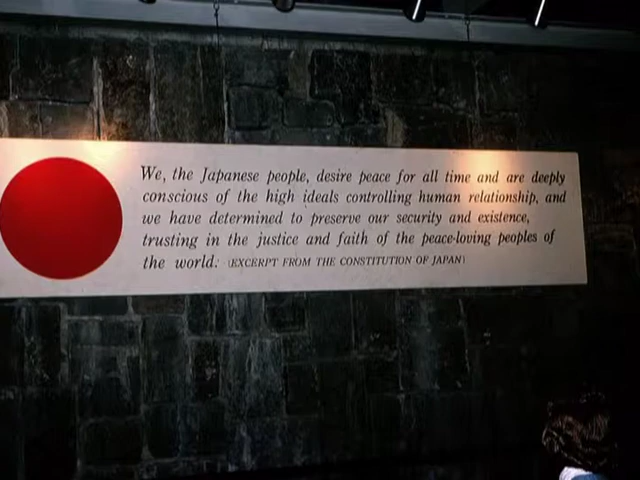 We, the Japanese people, desire peace for all time and are deeply
conscious of the high ideals controlling human relationship, and
we have determined to preserve our security and existence,
trusting in the justice and faith of the peace-loving peoples of
the world. (EXCERPT FROM THE CONSTITUTION OF JAPAN)